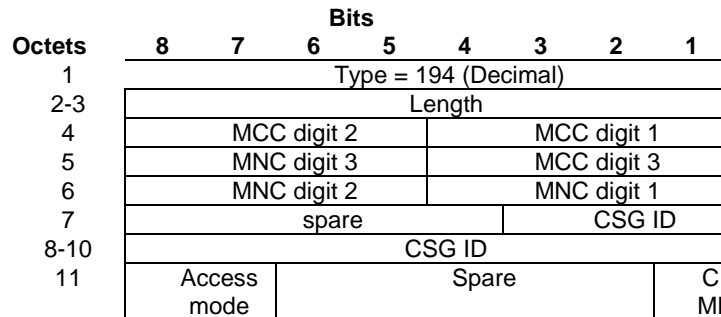 Bits
Octets 8 7 6 5 4 3 2 1
1 Type = 194 (Decimal)
2-3 Length
4 MCC digit 2 MCC digit 1
5 MNC digit 3 MCC digit 3
6 MNC digit 2 MNC digit 1
7 spare CSG ID
8-10 CSG ID
11 Access Spare
mode